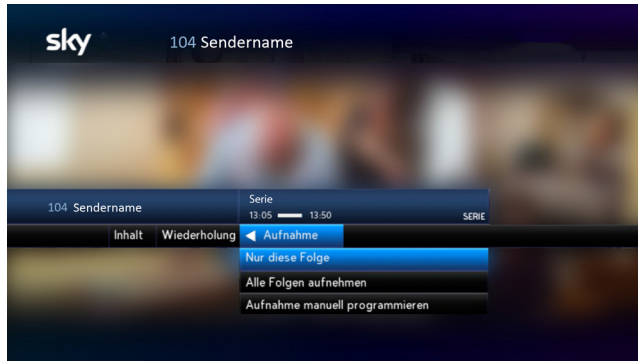 sky
104 Sendername
104 Sendername
Serie
13:05 13:50
SERIE
Inhalt Wiederholung Aufnahme
Nur diese Folge
Alle Folgen aufnehmen
Aufnahme manuell programmieren